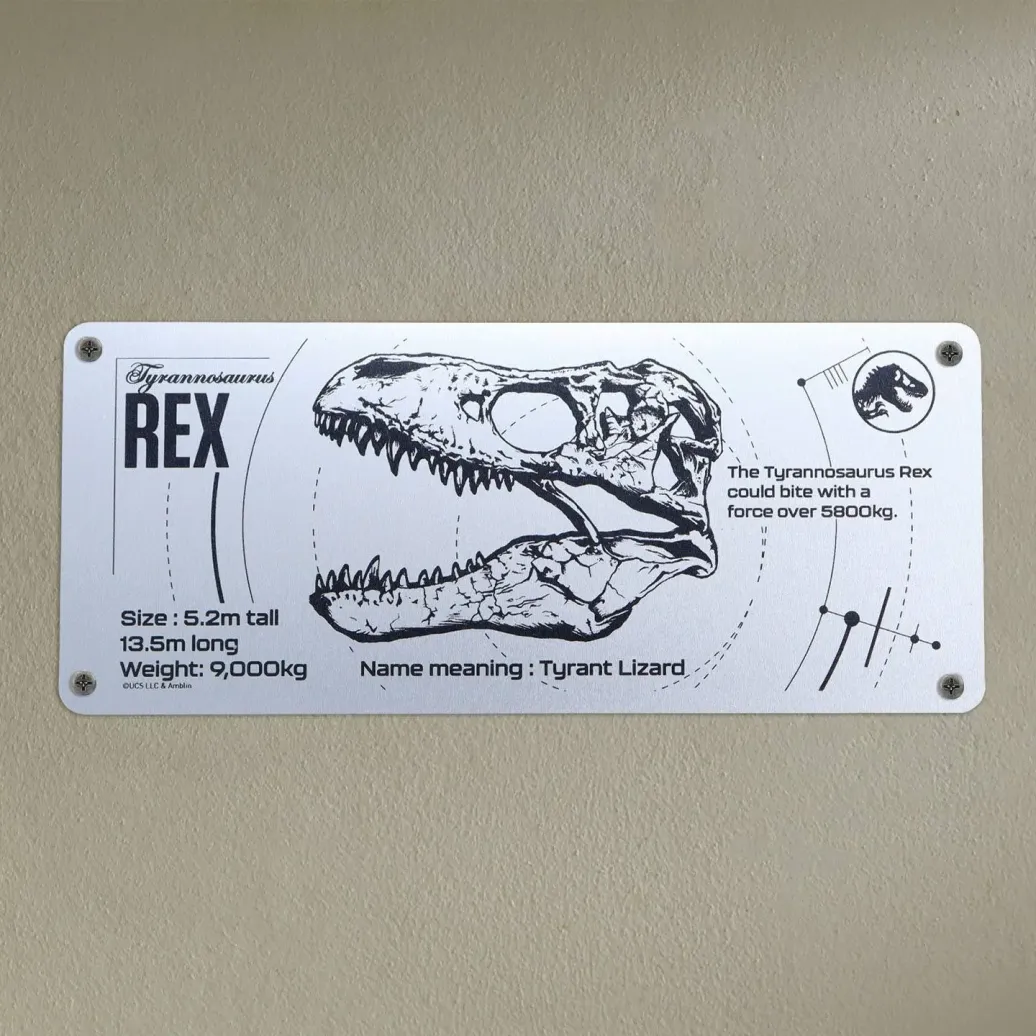 Tyrannosaurus
REX
The Tyrannosaurus Rex
could bite with a
force over 5800kg.
Size : 5.2m tall
13.5m long
Weight: 9,000kg
©UCS LLC & Amblin
Name meaning : Tyrant Lizard